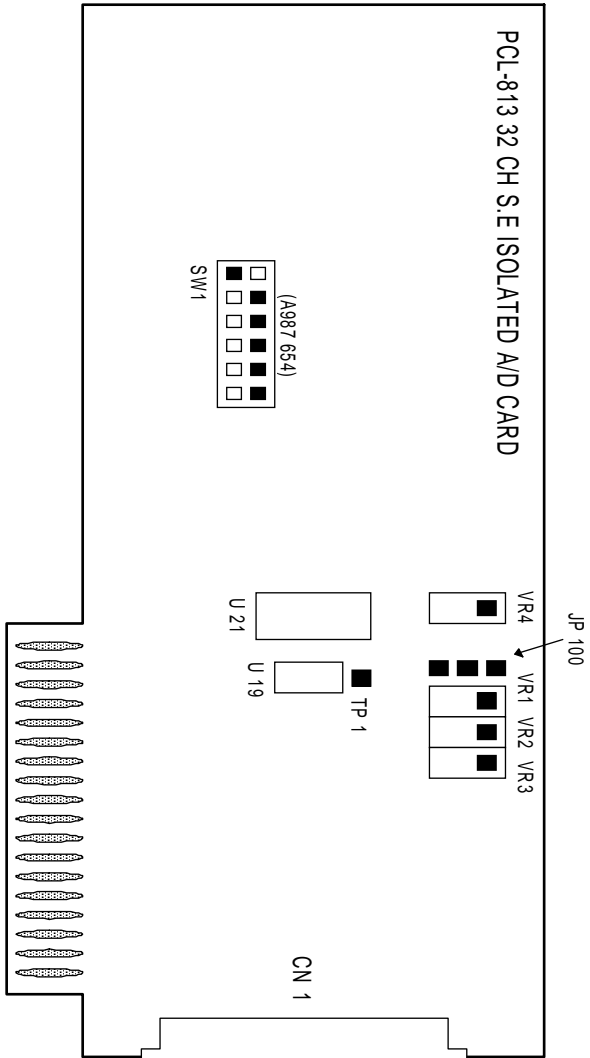 PCL-813 32 CH S.E ISOLATED A/D CARD
JP 100
VR4
VR1 VR2 VR3
(A987 654)
SW1
TP 1
U 21
U 19
CN 1